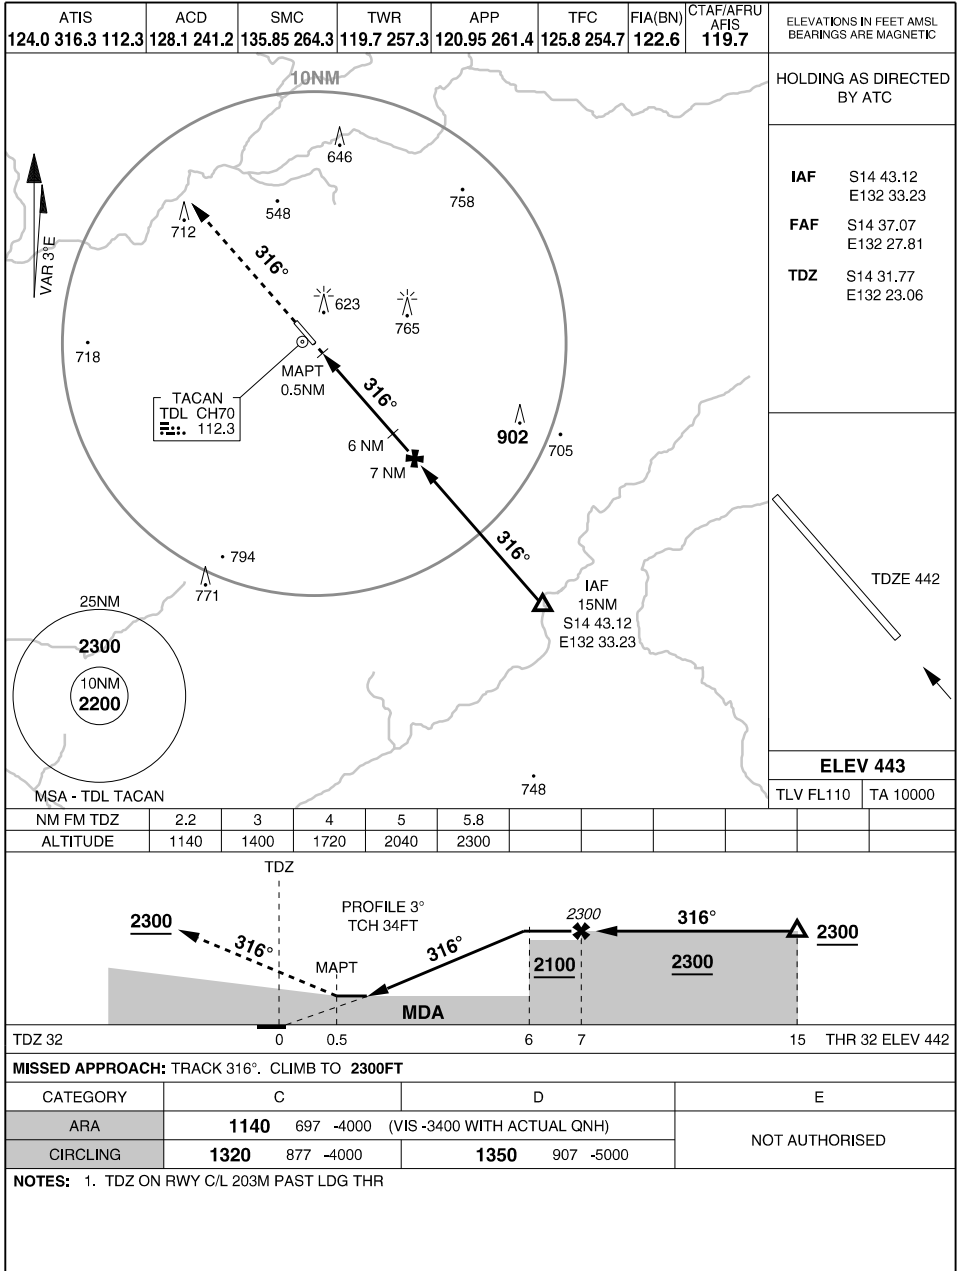 ATIS
124.0 316.3 112.3
ACD
128.1 241.2
SMC
135.85 264.3
TWR
119.7 257.3
APP
120.95 261.4
TFC
125.8 254.7
FIA(BN)
122.6
CTAF/AFRU
AFIS
119.7
ELEVATIONS IN FEET AMSL
BEARINGS ARE MAGNETIC
HOLDING AS DIRECTED
BY ATC
IAF S14 43.12
E132 33.23
FAF S14 37.07
E132 27.81
TDZ S14 31.77
E132 23.06
10NM
646
758
548
712
VAR 3°E
316°
623
765
718
MAPT
0.5NM
316°
TACAN
TDL CH70
112.3
6 NM
7 NM
902
705
316°
794
771
IAF
15NM
S14 43.12
E132 33.23
25NM
2300
10NM
2200
MSA - TDL TACAN
748
TDZE 442
ELEV 443
TLV FL110 TA 10000
NM FM TDZ 2.2 3 4 5 5.8
ALTITUDE 1140 1400 1720 2040 2300
TDZ
PROFILE 3°
TCH 34FT
2300
316°
MAPT
316°
2300
316°
2300
2100
2300
MDA
TDZ 32 0 0.5 6 7 15 THR 32 ELEV 442
MISSED APPROACH: TRACK 316°. CLIMB TO 2300FT
CATEGORY C D E
ARA 1140 697 -4000 (VIS -3400 WITH ACTUAL QNH)
NOT AUTHORISED
CIRCLING 1320 877 -4000 1350 907 -5000
NOTES: 1. TDZ ON RWY C/L 203M PAST LDG THR